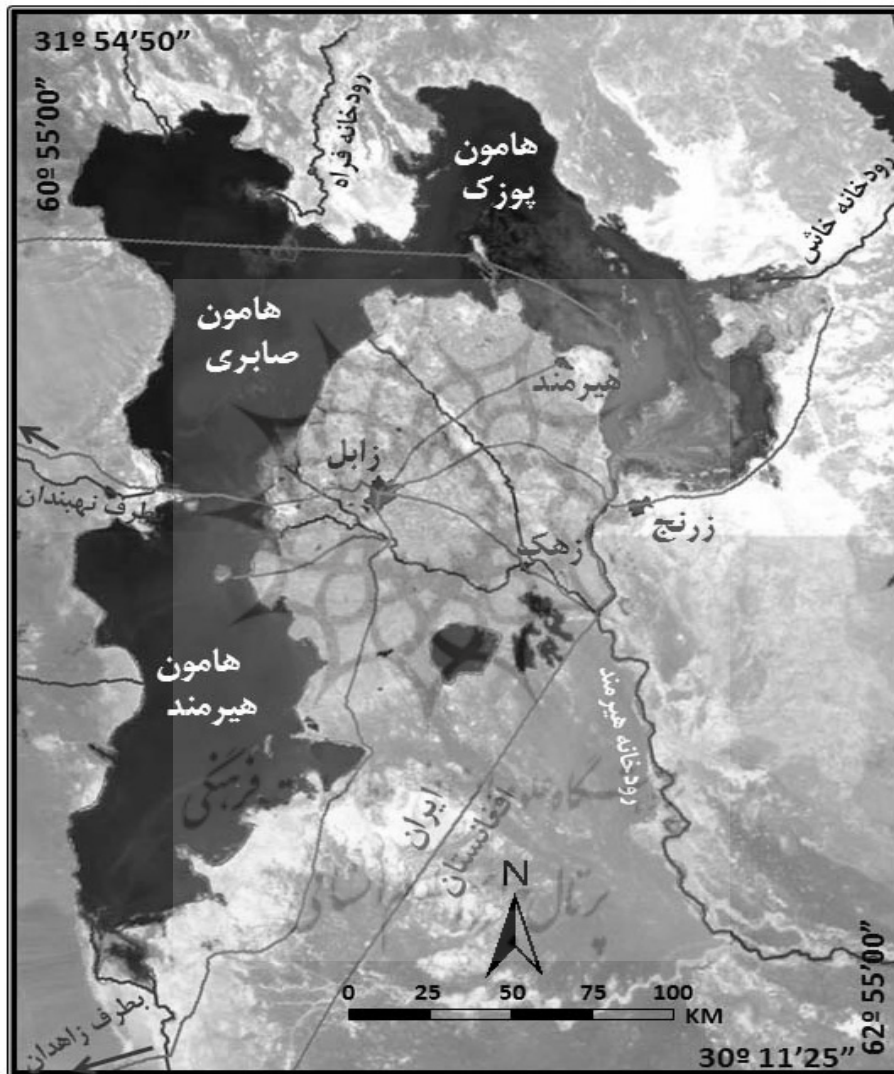 31º 54’50”
60º 55’00”
رودخانه فراه
هامون
پوزک
رودخانه خاش
هامون
صابری
هیرمند
زابل
بطرف نهبندان
زرنج
زهک
هامون
هیرمند
رودخانه هیرمند
فرهنگی
ایران
افغانستان
پرتال
N
0 25 50 75 100
KM
بطرف زاهدان
62º 55’00”
30º 11’25”